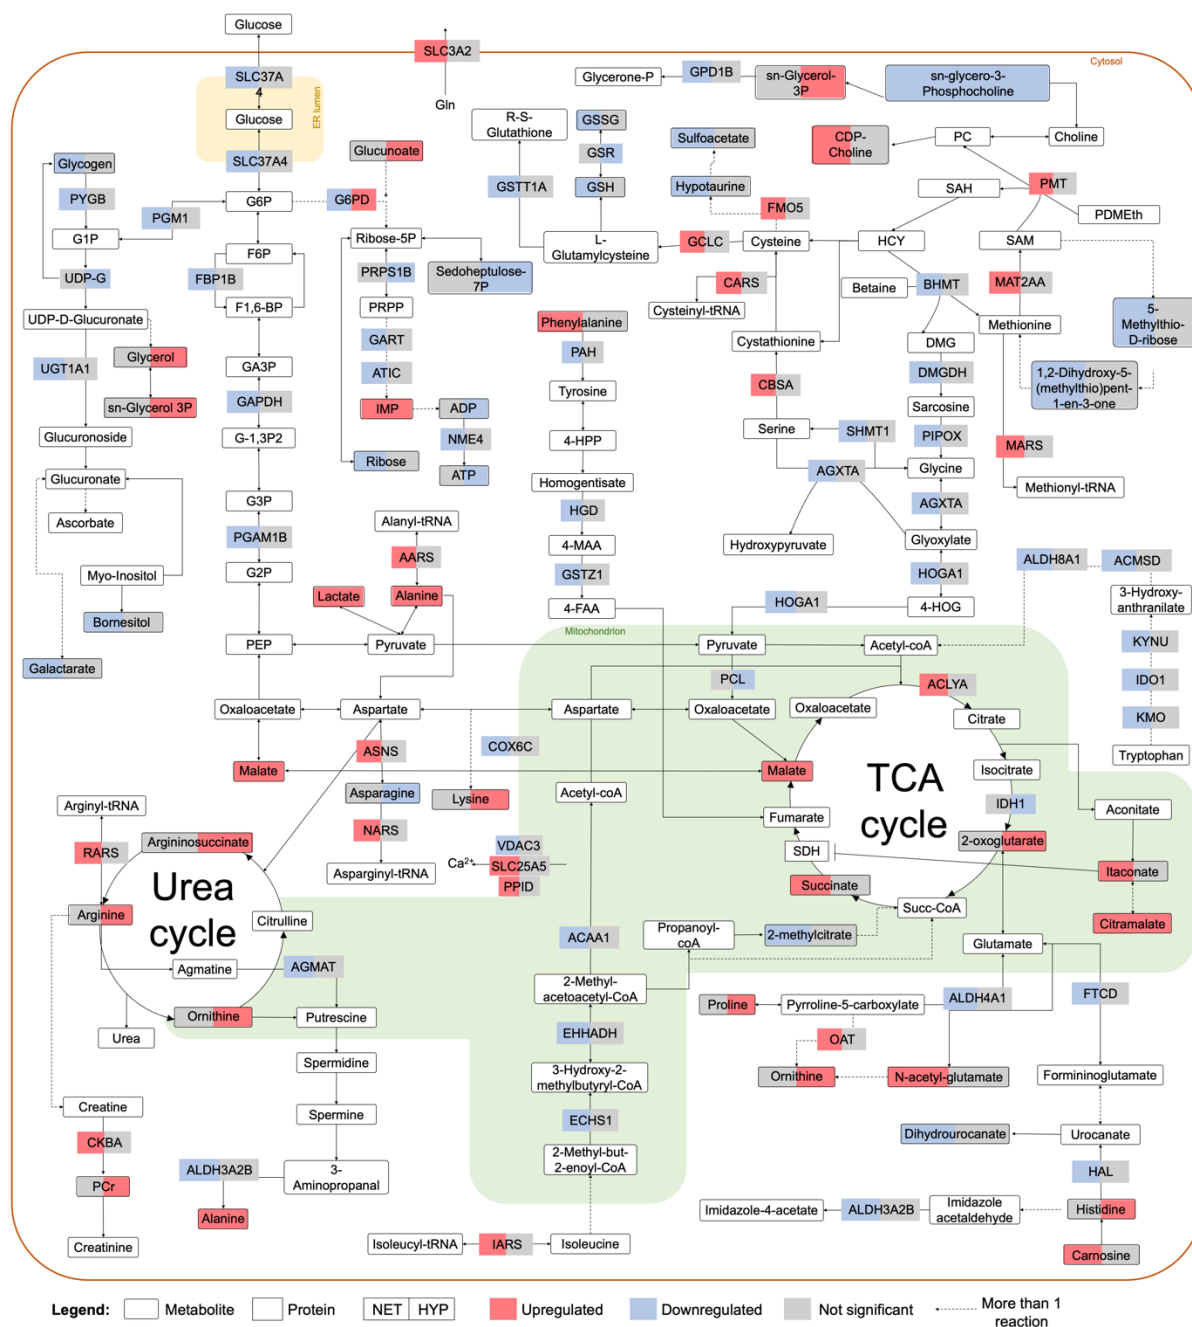 Glucose
SLC3A2
Cytosol
SLC37A
4
Glucose
ER lumen
SLC37A4
Gln
Glycerone-P
GPD1B
sn-Glycerol-
3P
sn-glycero-3-
Phosphocholine
R-S-
Glutathione
GSSG
GSR
GSH
GSTT1A
Sulfoacetate
Hypotaurine
FMO5
CDP-
Choline
PC
Choline
SAH
PMT
PDMEth
Glycogen
PYGB
PGM1
G1P
UDP-G
Glucunoate
G6P
G6PD
Ribose-5P
F6P
FBP1B
F1,6-BP
PRPS1B
Sedoheptulose-
7P
PRPP
L-
Glutamylcysteine
GCLC
Cysteine
HCY
SAM
CARS
Cysteinyl-tRNA
Betaine
BHMT
MAT2AA
Methionine
5-
Methylthio-
D-ribose
UDP-D-Glucuronate
Glycerol
UGT1A1
sn-Glycerol 3P
GA3P
GAPDH
GART
ATIC
IMP
ADP
NME4
ATP
Ribose
Phenylalanine
PAH
Tyrosine
4-HPP
Homogentisate
HGD
4-MAA
GSTZ1
4-FAA
Cystathionine
CBSA
Serine
SHMT1
AGXTA
Hydroxypyruvate
DMG
DMGDH
Sarcosine
PIPOX
Glycine
AGXTA
Glyoxylate
HOGA1
HOGA1
4-HOG
1,2-Dihydroxy-5-
(methylthio)pent-
1-en-3-one
MARS
Methionyl-tRNA
Glucuronoside
Glucuronate
Ascorbate
Myo-Inositol
Bornesitol
Galactarate
G-1,3P2
G3P
PGAM1B
G2P
PEP
Alanyl-tRNA
AARS
Lactate
Alanine
Pyruvate
ALDH8A1
ACMSD
3-Hydroxy-
anthranilate
KYNU
IDO1
KMO
Tryptophan
Mitochondrion
Pyruvate
Acetyl-coA
PCL
ACLYA
Oxaloacetate
Aspartate
Aspartate
Oxaloacetate
Oxaloacetate
Citrate
ASNS
COX6C
Malate
Malate
TCA
cycle
Isocitrate
Lysine
Asparagine
Acetyl-coA
IDH1
Aconitate
Fumarate
2-oxoglutarate
NARS
Asparginyl-tRNA
VDAC3
Ca2+
SLC25A5
PPID
SDH
Succinate
Succ-CoA
Itaconate
Citramalate
Arginyl-tRNA
RARS
Argininosuccinate
Urea
cycle
Arginine
Citrulline
Agmatine
AGMAT
Ornithine
Putrescine
Urea
Spermidine
Spermine
3-
Aminopropanal
ALDH3A2B
Alanine
Creatine
CKBA
PCr
Creatinine
ACAA1
Propanoyl-
coA
2-methylcitrate
Glutamate
2-Methyl-
acetoacetyl-CoA
EHHADH
3-Hydroxy-2-
methylbutyryl-CoA
ECHS1
2-Methyl-but-
2-enoyl-CoA
Isoleucyl-tRNA
IARS
Isoleucine
Proline
Pyrroline-5-carboxylate
ALDH4A1
FTCD
OAT
Ornithine
N-acetyl-glutamate
Formininoglutamate
Dihydrourocanate
Urocanate
HAL
Imidazole-4-acetate
ALDH3A2B
Imidazole
acetaldehyde
Histidine
Carnosine
Legend:
Metabolite
Protein
NET
HYP
Upregulated
Downregulated
Not significant
More than 1
reaction